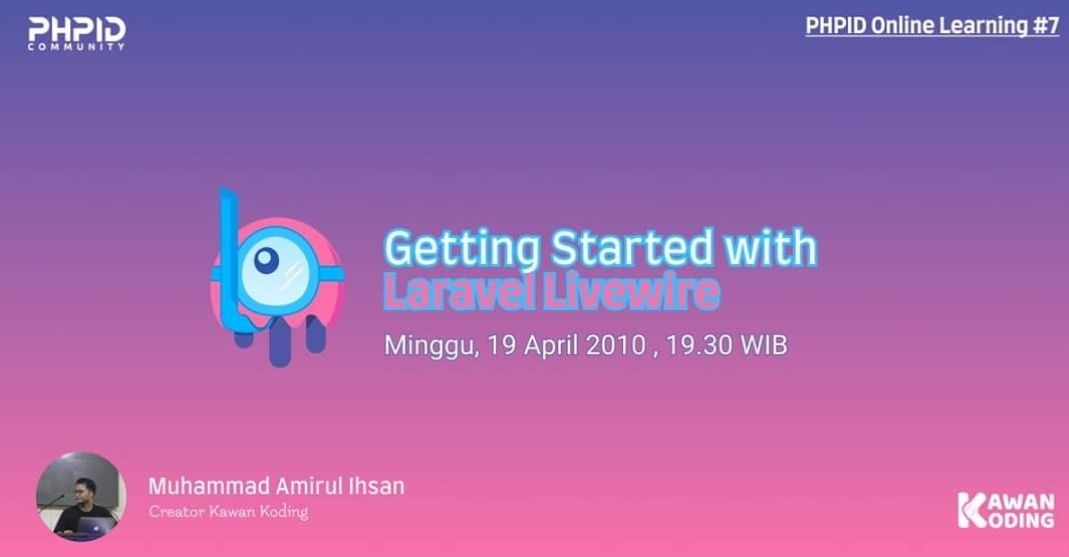 PHPID
COMMUNITY
PHPID Online Learning #7
Getting Started with
Laravel Livewire
Minggu, 19 April 2010 , 19.30 WIB
Muhammad Amirul Ihsan
Creator Kawan Koding
KAWAN
KODING